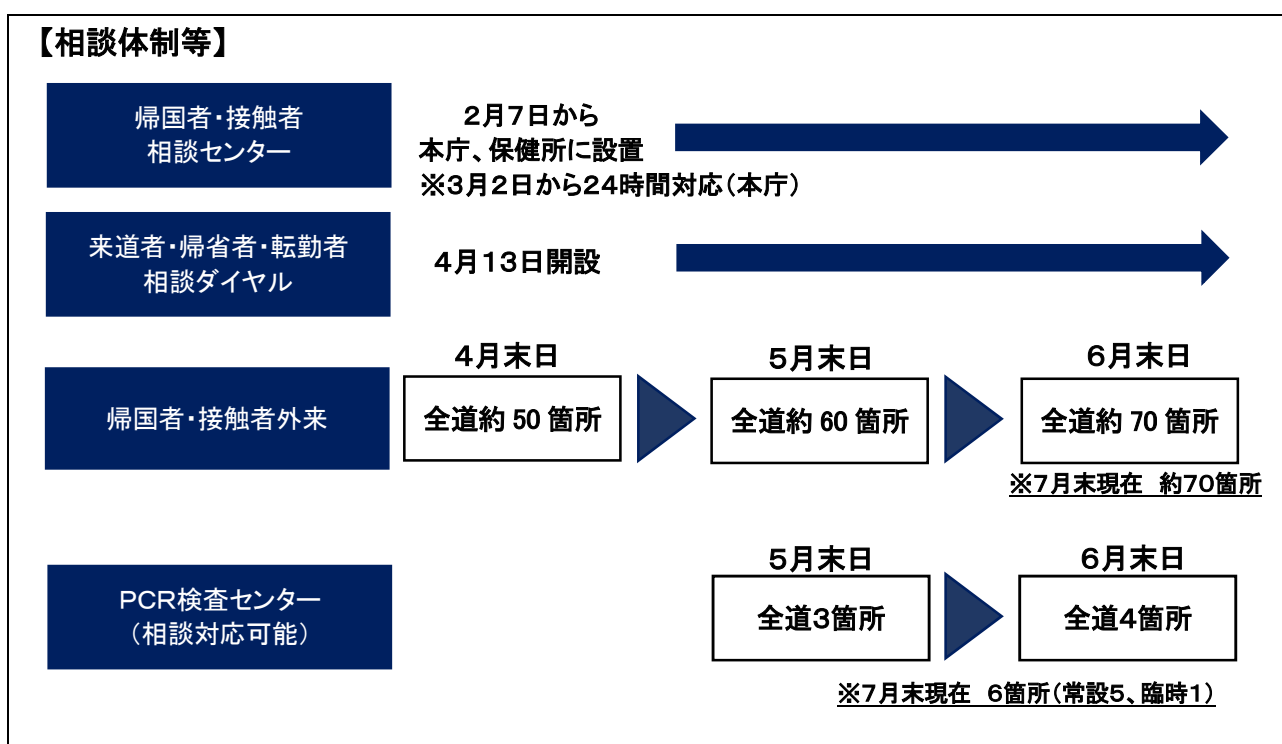 【相談体制等】
帰国者・接触者
相談センター
２月７日から
本庁、保健所に設置
※３月２日から２４時間対応（本庁）
来道者・帰省者・転勤者
相談ダイヤル
４月１３日開設
帰国者・接触者外来
４月末日
全道約 50 箇所
５月末日
全道約 60 箇所
６月末日
全道約 70 箇所
※７月末現在　約７０箇所
PCR検査センター
（相談対応可能）
５月末日
全道３箇所
６月末日
全道４箇所
※７月末現在　６箇所（常設５、臨時１）